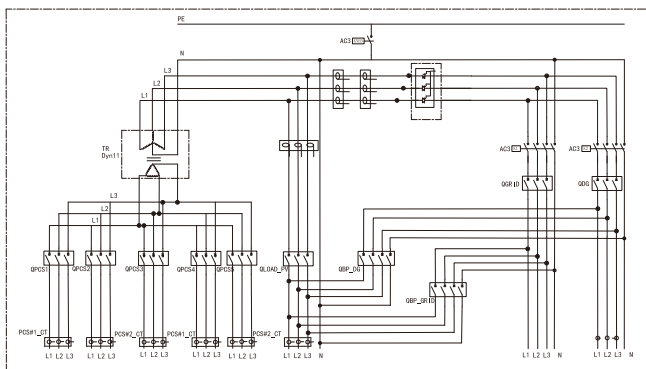 PE
AC3
N
L3
L2
L1
TR
Dyn11
AC3
AC3
QGRID
QDG
L3
L2
L1
QPCS1
QPCS2
QPCS3
QPCS4
QPCS5
QLOAD_PV
QBP_DG
QBP_GRID
PCS#1_CT
PCS#2_CT
PCS#1_CT
PCS#2_CT
L1 L2 L3
L1 L2 L3
L1 L2 L3
L1 L2 L3
L1 L2 L3
L1 L2 L3 N
L1 L2 L3 N
L1 L2 L3 N